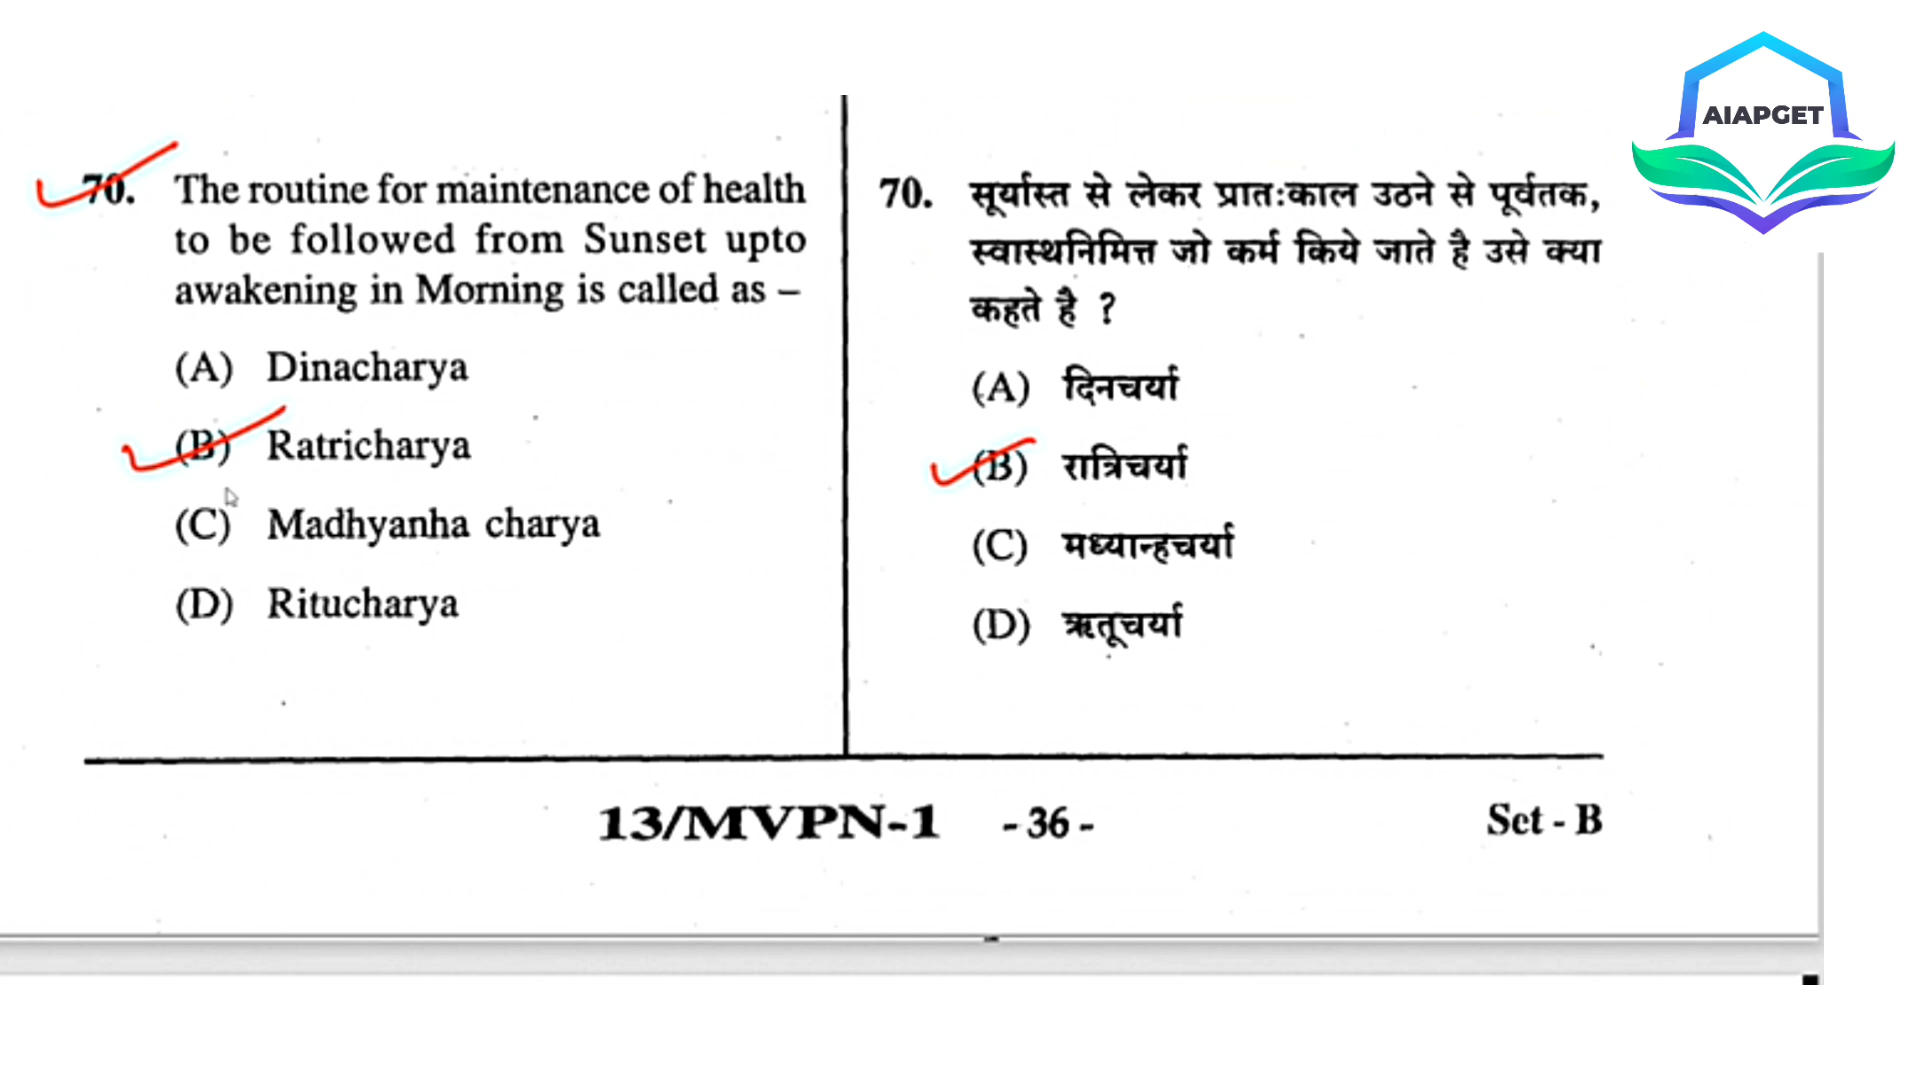 AIAPGET
70. The routine for maintenance of health
to be followed from Sunset upto
awakening in Morning is called as –
(A) Dinacharya
(B) Ratricharya
(C) Madhyanha charya
(D) Ritucharya
70. सूर्यास्त से लेकर प्रातःकाल उठने से पूर्वतक,
स्वास्थनिमित्त जो कर्म किये जाते है उसे क्या
कहते है ?
(A) दिनचर्या
(B) रात्रिचर्या
(C) मध्यान्हचर्या
(D) ऋतूचर्या
13/MVPN-1 - 36 - Set - B